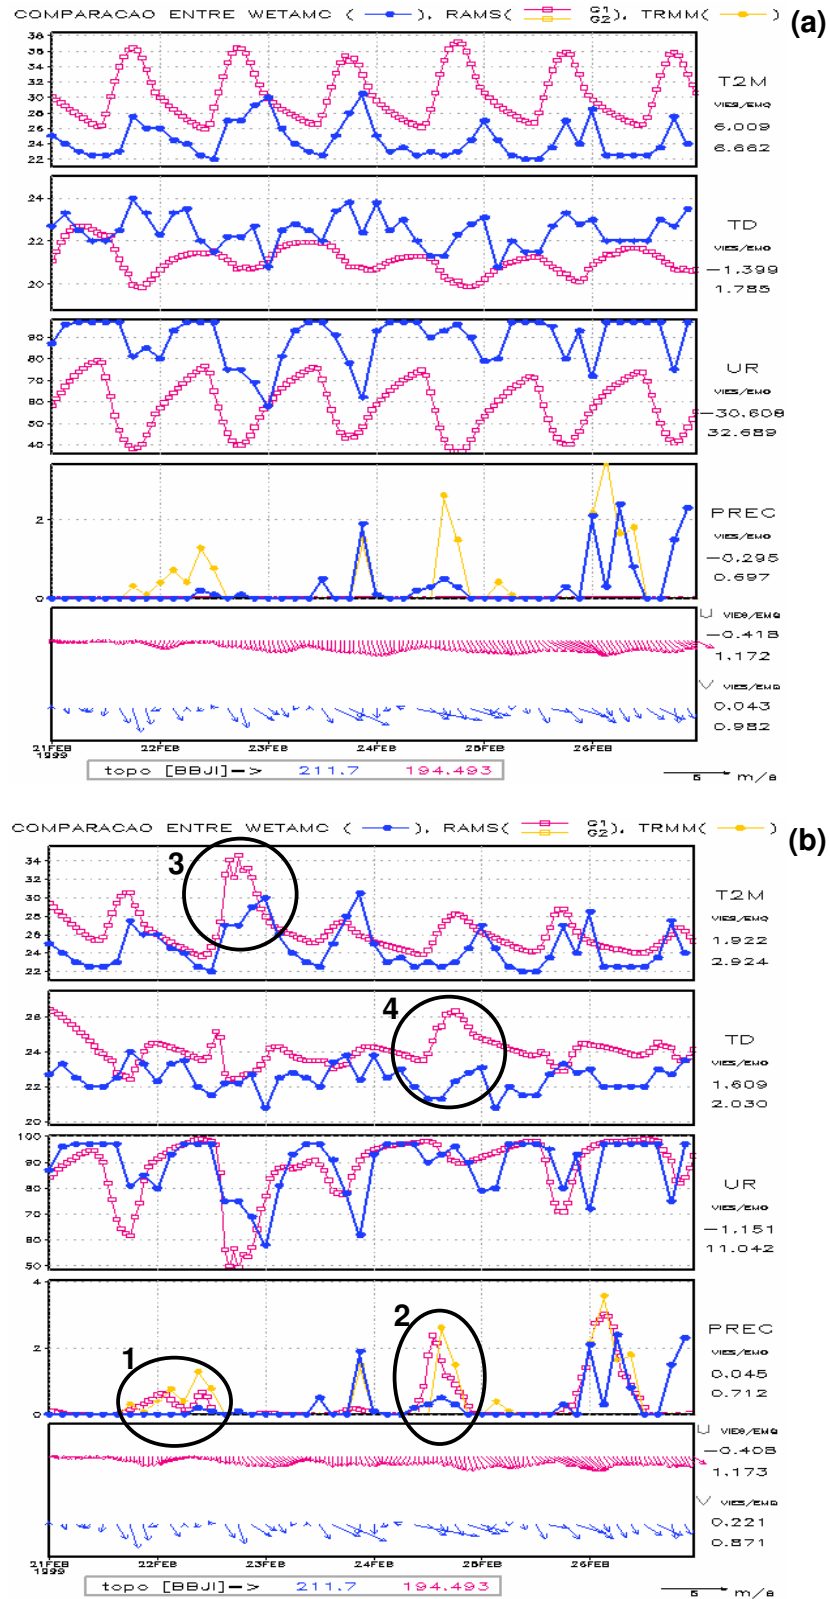 COMPARACAO ENTRE WETAMC ( ), RAMS( G1 G2), TRMM( )
(a)
36
36
34
32
30
28
26
24
22
T2M
VIES/EMQ
6.009
6.662
24
22
20
TD
VIES/EMQ
-1.399
1.785
90
80
70
60
50
40
UR
VIES/EMQ
-30.608
32.689
2
0
PREC
VIES/EMQ
-0.295
0.697
U VIES/EMQ
-0.418
1.172
V VIES/EMQ
0.043
0.982
21FEB 22FEB 23FEB 24FEB 25FEB 26FEB
1999
topo [BBJI]-> 211.7 194.493
5 m/s
COMPARACAO ENTRE WETAMC ( ), RAMS( G1 G2), TRMM( )
(b)
3
34
32
30
28
26
24
22
T2M
VIES/EMQ
1.922
2.924
4
26
24
22
20
TD
VIES/EMQ
1.609
2.030
100
90
80
70
60
50
UR
VIES/EMQ
-1.151
11.042
1
2
4
2
0
PREC
VIES/EMQ
0.045
0.712
U VIES/EMQ
-0.408
1.173
V VIES/EMQ
0.221
0.871
21FEB 22FEB 23FEB 24FEB 25FEB 26FEB
1999
topo [BBJI]-> 211.7 194.493
5 m/s